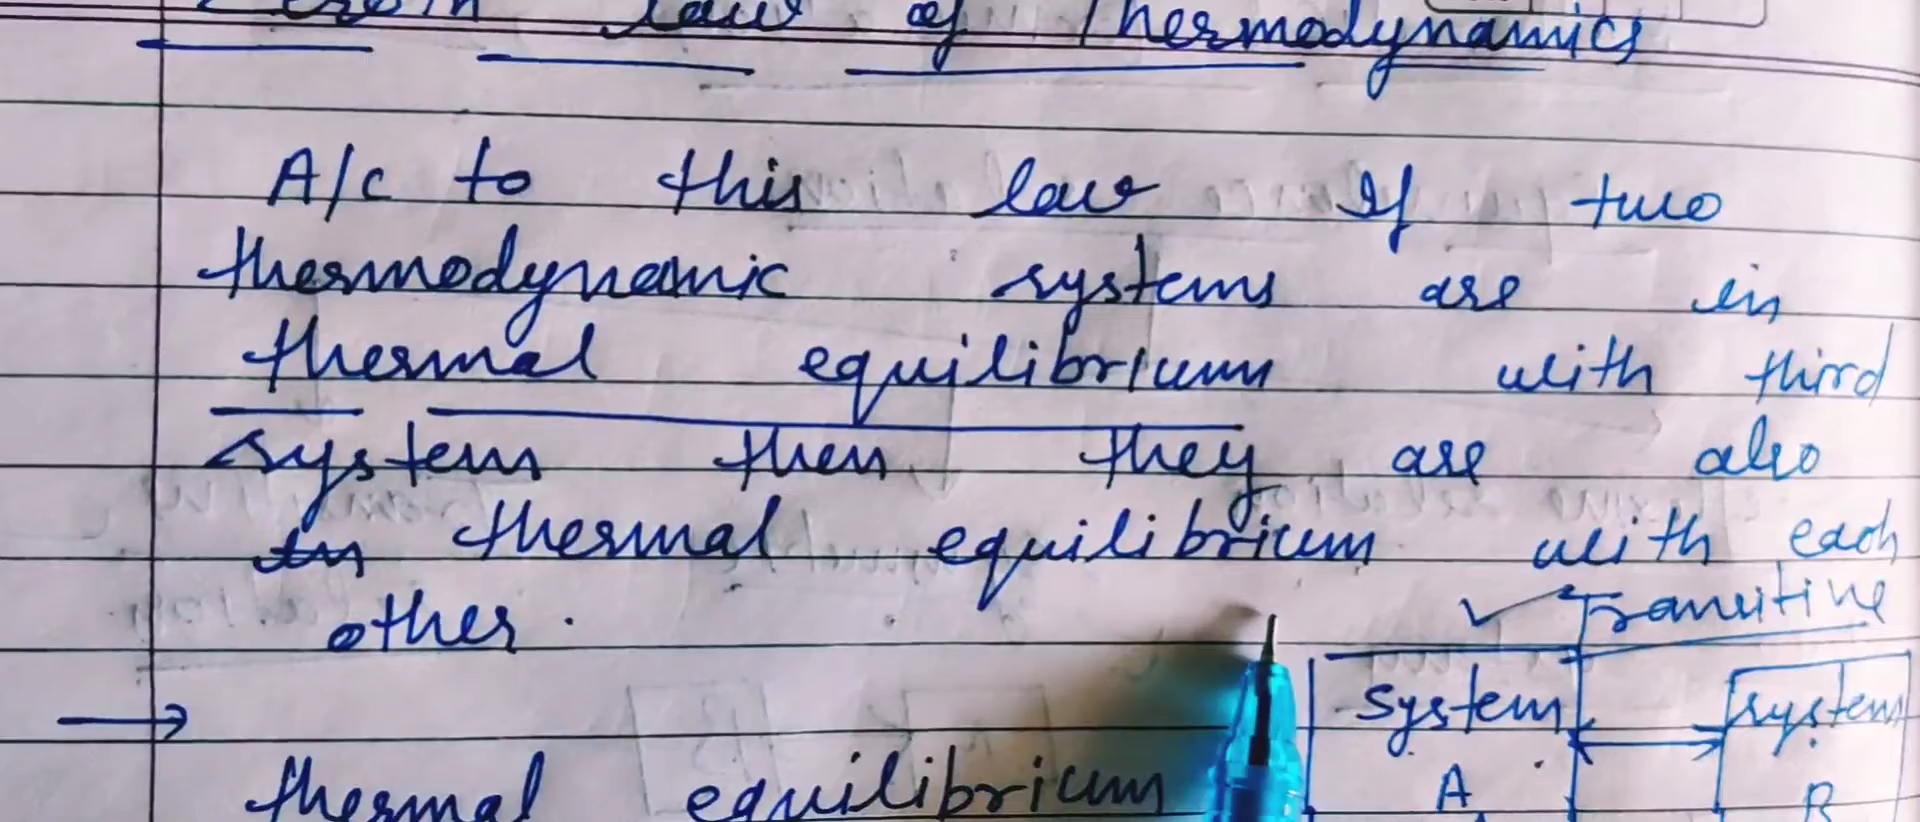 Zeroth law of Thermodynamics
A/c to this law If two
thermodynamic systems are in
thermal equilibrium with third
system then they are also
in thermal equilibrium with each
other.
✓ Transitive
→
System A ↔ system B
thermal equilibrium